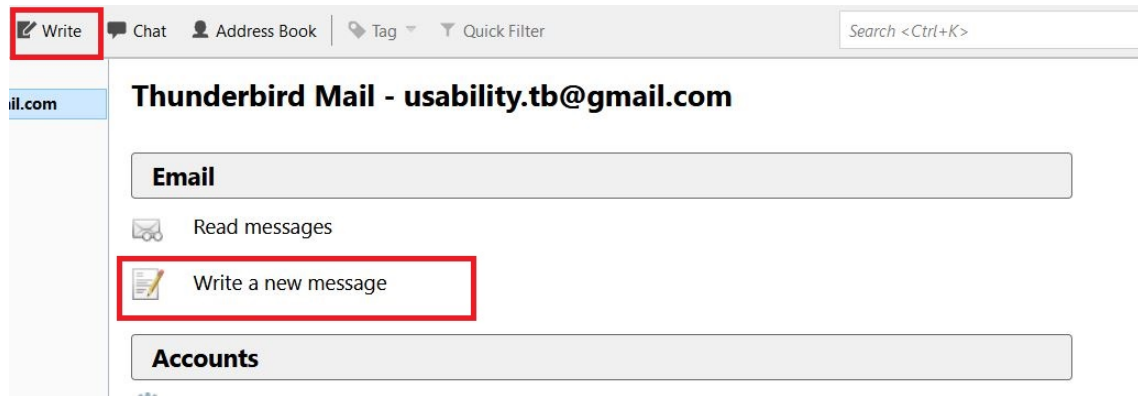 Write Chat Address Book Tag Quick Filter Search <Ctrl+K>
il.com
Thunderbird Mail - usability.tb@gmail.com
Email
Read messages
Write a new message
Accounts